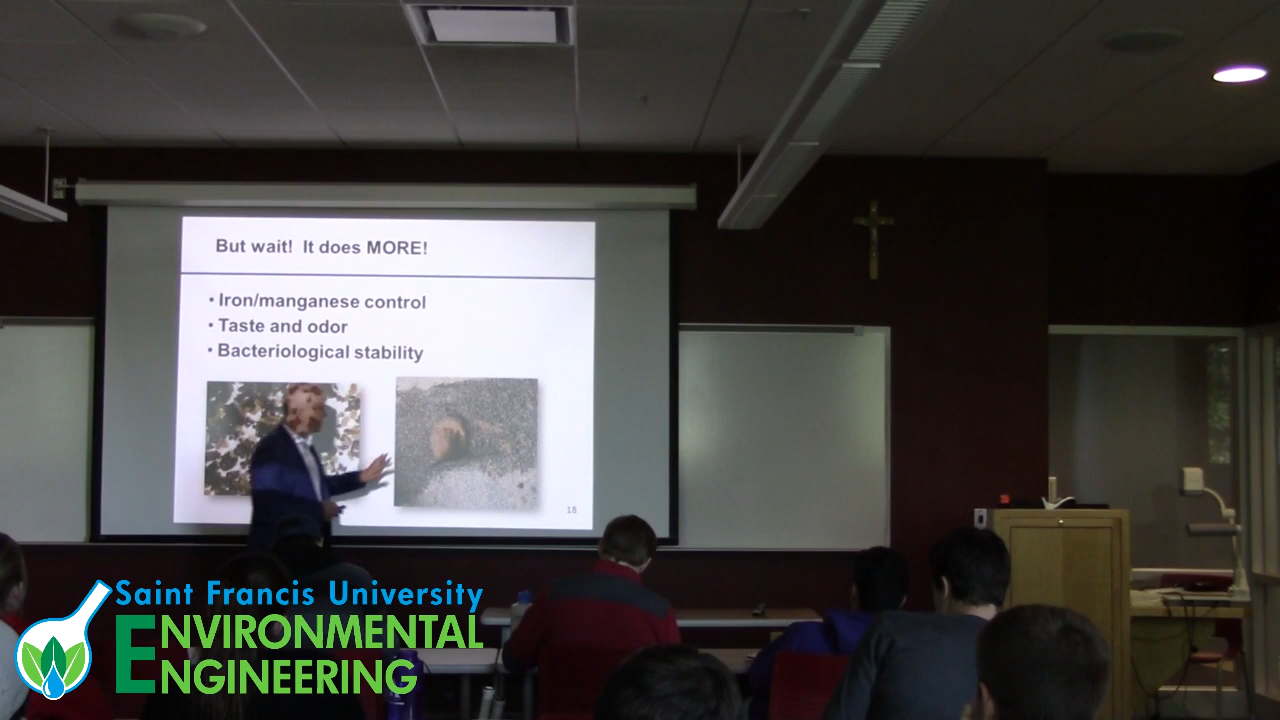 But wait! It does MORE!
• Iron/manganese control
• Taste and odor
• Bacteriological stability
18
Saint Francis University
ENVIRONMENTAL
ENGINEERING